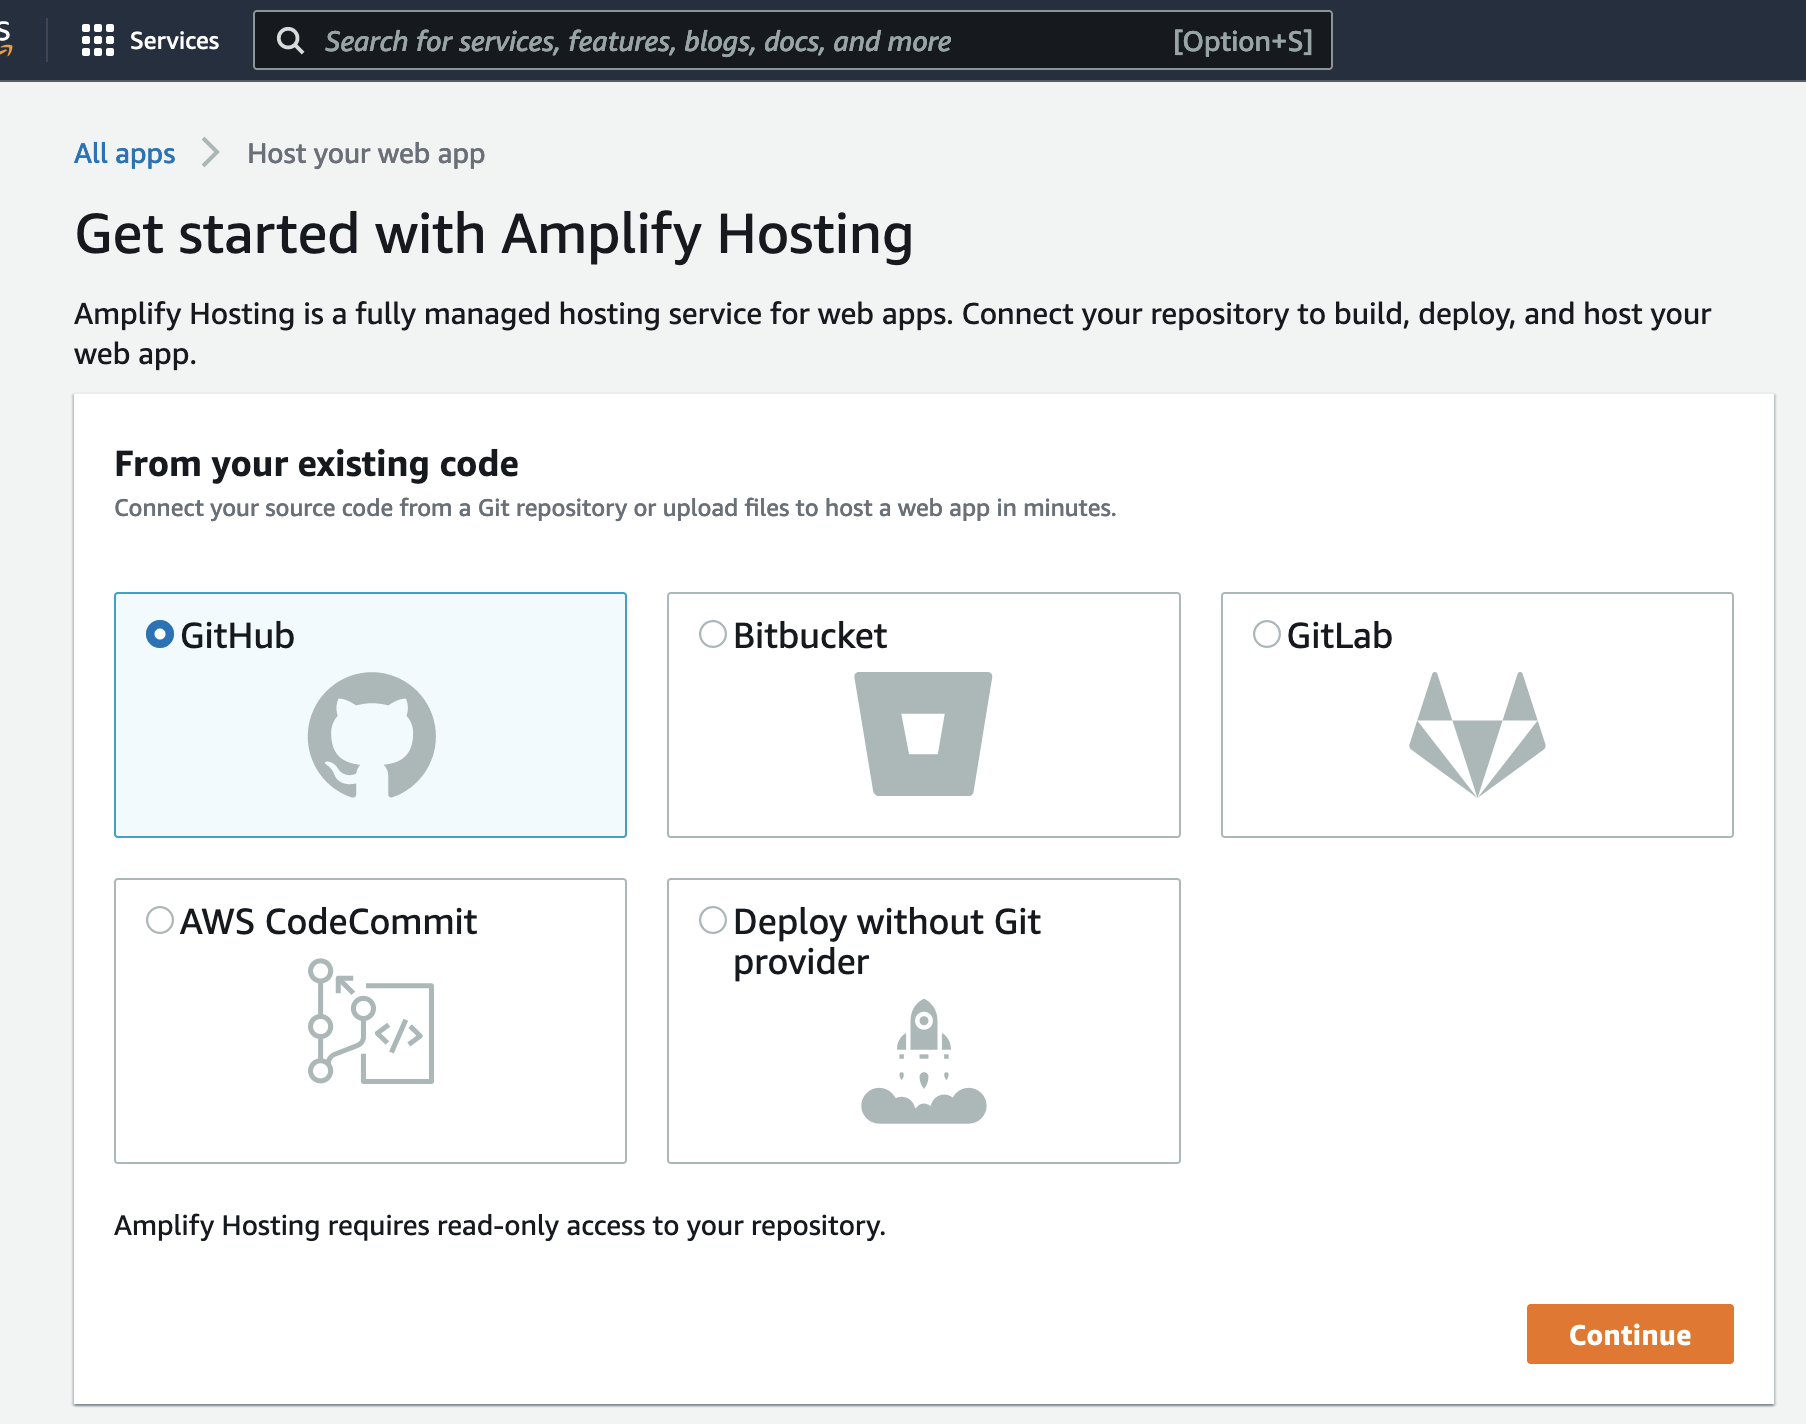 Services
Search for services, features, blogs, docs, and more
[Option+S]
All apps
Host your web app
Get started with Amplify Hosting
Amplify Hosting is a fully managed hosting service for web apps. Connect your repository to build, deploy, and host your
web app.
From your existing code
Connect your source code from a Git repository or upload files to host a web app in minutes.
GitHub
Bitbucket
GitLab
AWS CodeCommit
</>
Deploy without Git
provider
Amplify Hosting requires read-only access to your repository.
Continue